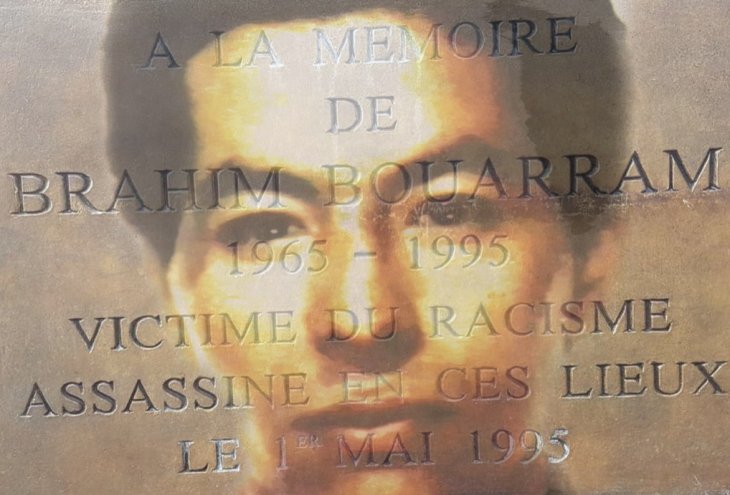 A LA MEMOIRE
DE
BRAHIM BOUARRAM
1965 - 1995
VICTIME DU RACISME
ASSASSINE EN CES LIEUX
LE 1ER MAI 1995